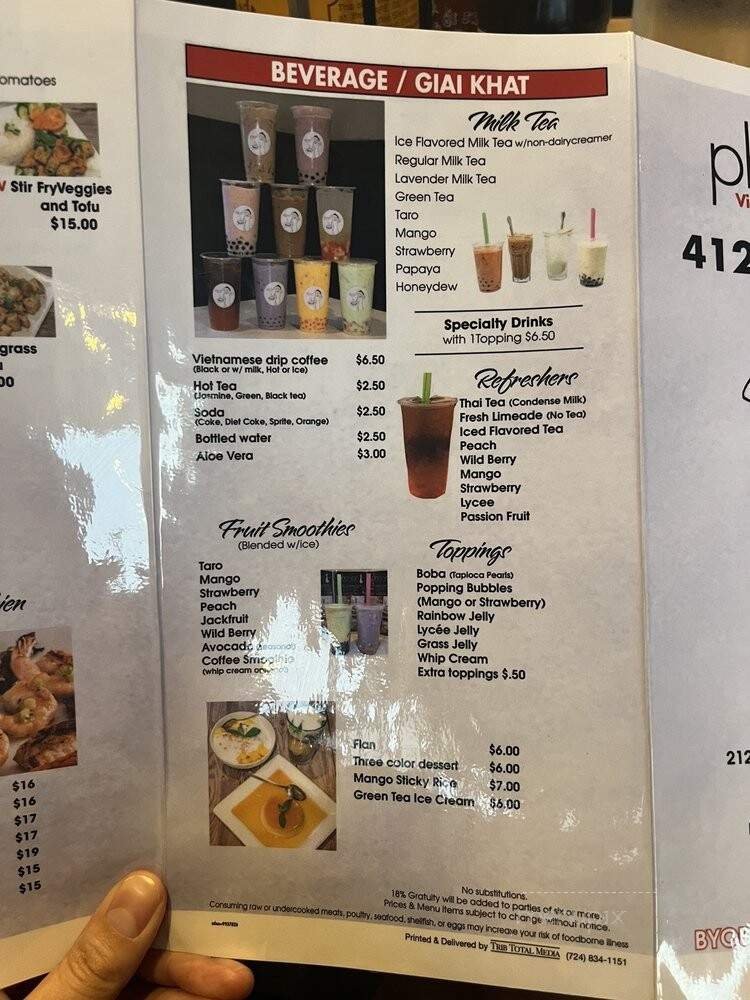 omatoes
V Stir FryVeggies
and Tofu
$15.00
grass
00
$16
$16
$17
$17
$19
$15
$15
BEVERAGE / GIAI KHAT
Milk Tea
Ice Flavored Milk Tea w/non-dairycreamer
Regular Milk Tea
Lavender Milk Tea
Green Tea
Taro
Mango
Strawberry
Papaya
Honeydew
Specialty Drinks
with 1Topping $6.50
Vietnamese drip coffee $6.50
(Black or w/ milk, Hot or Ice)
Hot Tea $2.50
(Jasmine, Green, Black tea)
Soda $2.50
(Coke, Diet Coke, Sprite, Orange)
Bottled water $2.50
Aloe Vera $3.00
Refreshers
Thai Tea (Condense Milk)
Fresh Limeade (No Tea)
Iced Flavored Tea
Peach
Wild Berry
Mango
Strawberry
Lycee
Passion Fruit
Fruit Smoothies
(Blended w/ice)
Taro
Mango
Strawberry
Peach
Jackfruit
Wild Berry
Avocado (seasonal)
Coffee Smoothie
(whip cream
Toppings
Boba (Tapioca Pearls)
Popping Bubbles
(Mango or Strawberry)
Rainbow Jelly
Lycée Jelly
Grass Jelly
Whip Cream
Extra toppings $.50
Flan $6.00
Three color dessert $6.00
Mango Sticky Rice $7.00
Green Tea Ice Cream $6.00
No substitutions.
18% Gratuity will be added to parties of six or more.
Prices & Menu Items subject to change without notice.
Consuming raw or undercooked meats, poultry, seafood, shellfish, or eggs may increase your risk of foodborne illness
Printed & Delivered by TRIB TOTAL MEDIA (724) 834-1151
412
212